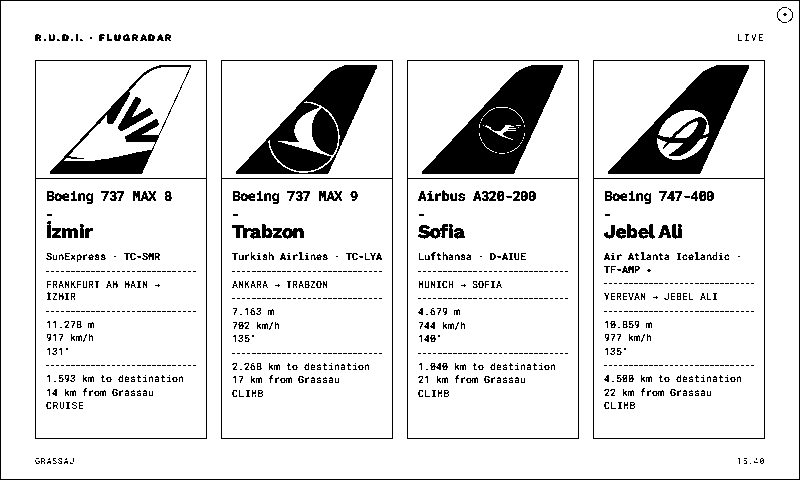 R.U.D.I. · FLUGRADAR
LIVE
Boeing 737 MAX 8
-
İzmir
SunExpress · TC-SMR
FRANKFURT AM MAIN →
IZMIR
11.278 m
917 km/h
131°
1.593 km to destination
14 km from Grassau
CRUISE
Boeing 737 MAX 9
-
Trabzon
Turkish Airlines · TC-LYA
ANKARA → TRABZON
7.163 m
702 km/h
135°
2.268 km to destination
17 km from Grassau
CLIMB
Airbus A320-200
-
Sofia
Lufthansa · D-AIUE
MUNICH → SOFIA
4.679 m
744 km/h
140°
1.040 km to destination
21 km from Grassau
CLIMB
Boeing 747-400
-
Jebel Ali
Air Atlanta Icelandic ·
TF-AMP ✦
YEREVAN → JEBEL ALI
10.859 m
977 km/h
135°
4.500 km to destination
22 km from Grassau
CLIMB
GRASSAU
15.40